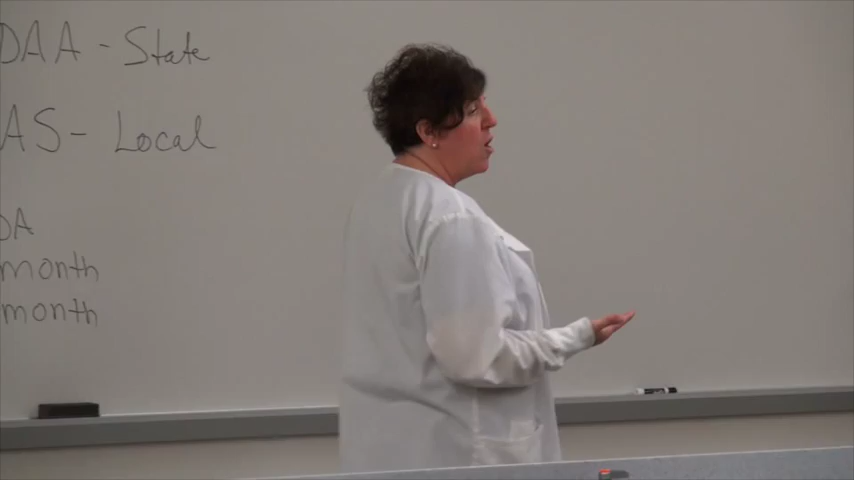 DAA - State
AS - Local
DA
month
month